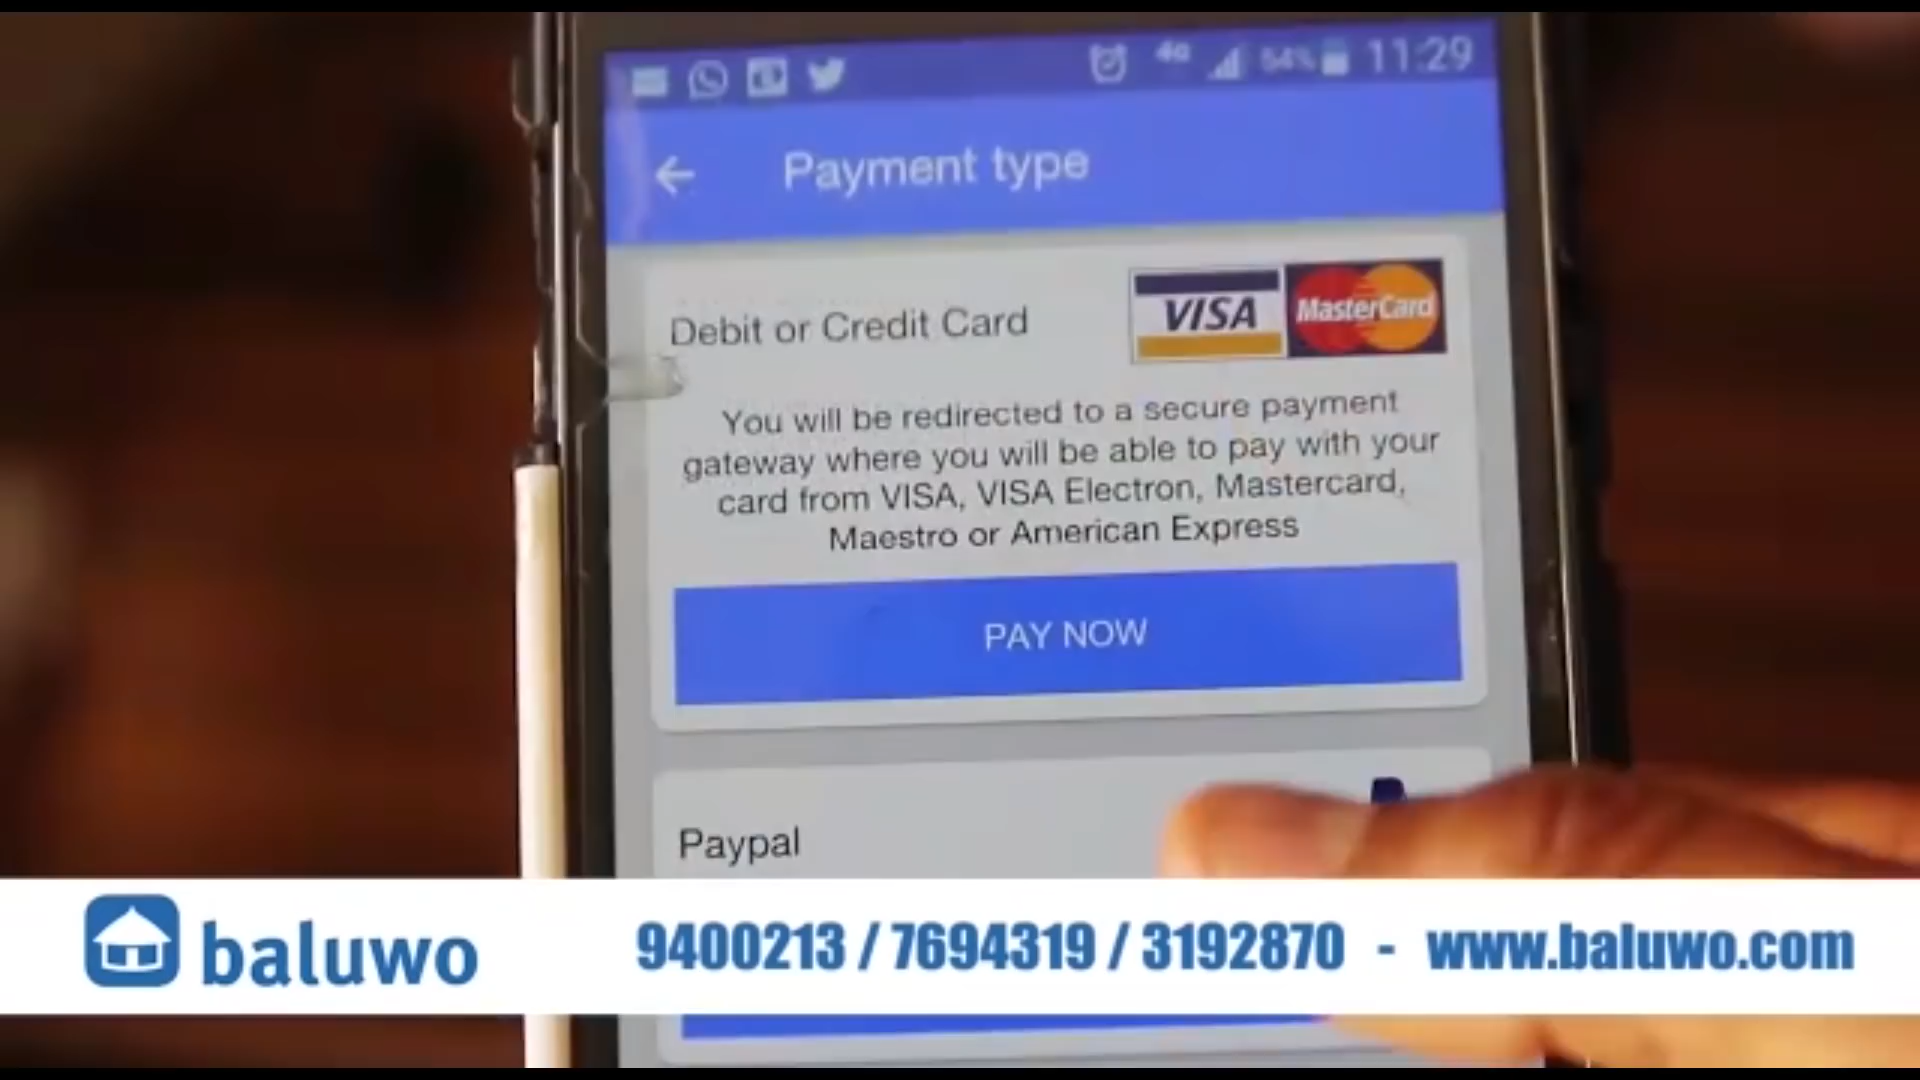 4G 54% 11:29
Payment type
Debit or Credit Card
VISA MasterCard
You will be redirected to a secure payment
gateway where you will be able to pay with your
card from VISA, VISA Electron, Mastercard,
Maestro or American Express
PAY NOW
Paypal
baluwo 9400213 / 7694319 / 3192870 - www.baluwo.com